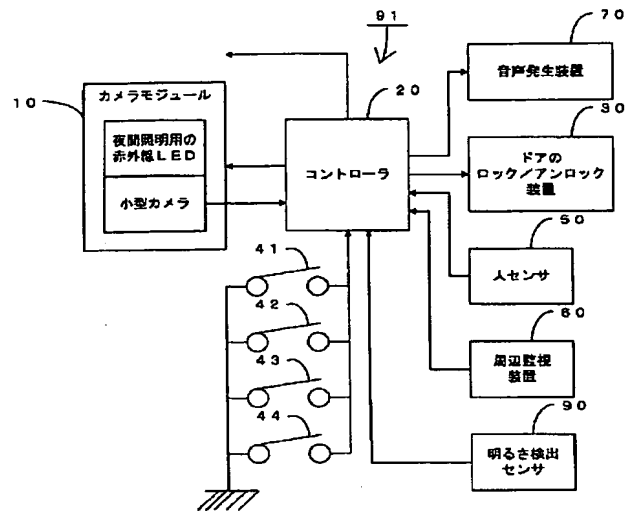 91
70
音声発生装置
10
カメラモジュール
20
30
夜間照明用の
赤外線LED
コントローラ
ドアの
ロック/アンロック
装置
小型カメラ
50
人センサ
41
42
60
周辺監視
装置
43
44
90
明るさ検出
センサ